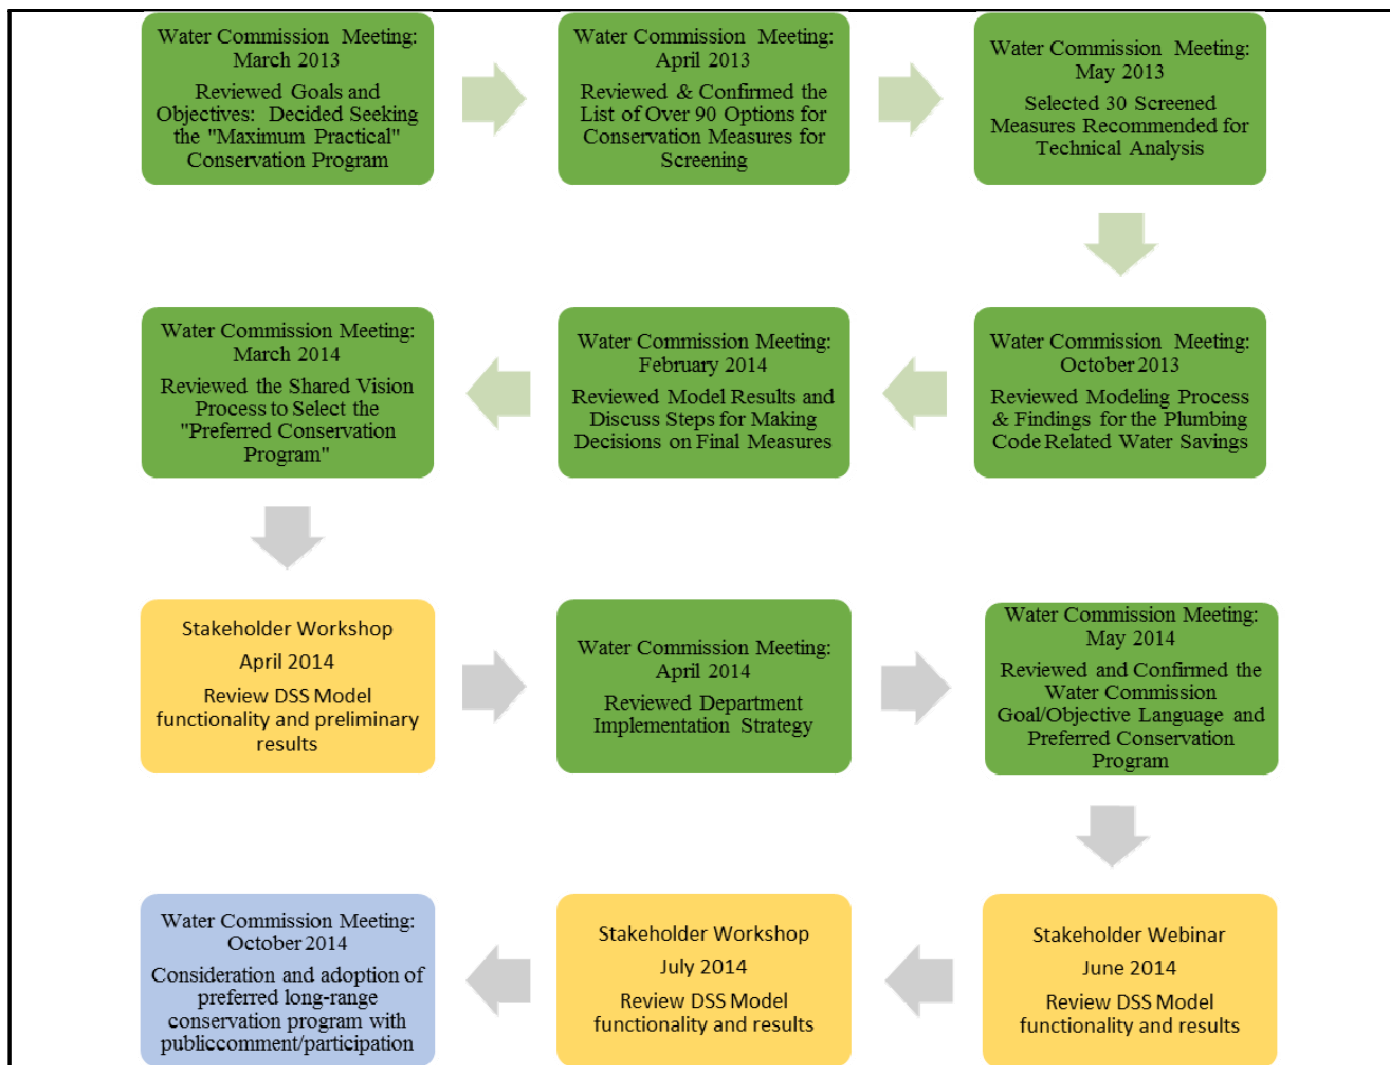 Water Commission Meeting:
March 2013
Reviewed Goals and
Objectives: Decided Seeking
the "Maximum Practical"
Conservation Program
Water Commission Meeting:
April 2013
Reviewed & Confirmed the
List of Over 90 Options for
Conservation Measures for
Screening
Water Commission Meeting:
May 2013
Selected 30 Screened
Measures Recommended for
Technical Analysis
Water Commission Meeting:
October 2013
Reviewed Modeling Process
& Findings for the Plumbing
Code Related Water Savings
Water Commission Meeting:
February 2014
Reviewed Model Results and
Discuss Steps for Making
Decisions on Final Measures
Water Commission Meeting:
March 2014
Reviewed the Shared Vision
Process to Select the
"Preferred Conservation
Program"
Stakeholder Workshop
April 2014
Review DSS Model
functionality and preliminary
results
Water Commission Meeting:
April 2014
Reviewed Department
Implementation Strategy
Water Commission Meeting:
May 2014
Reviewed and Confirmed the
Water Commission
Goal/Objective Language and
Preferred Conservation
Program
Stakeholder Webinar
June 2014
Review DSS Model
functionality and results
Stakeholder Workshop
July 2014
Review DSS Model
functionality and results
Water Commission Meeting:
October 2014
Consideration and adoption of
preferred long-range
conservation program with
publiccomment/participation